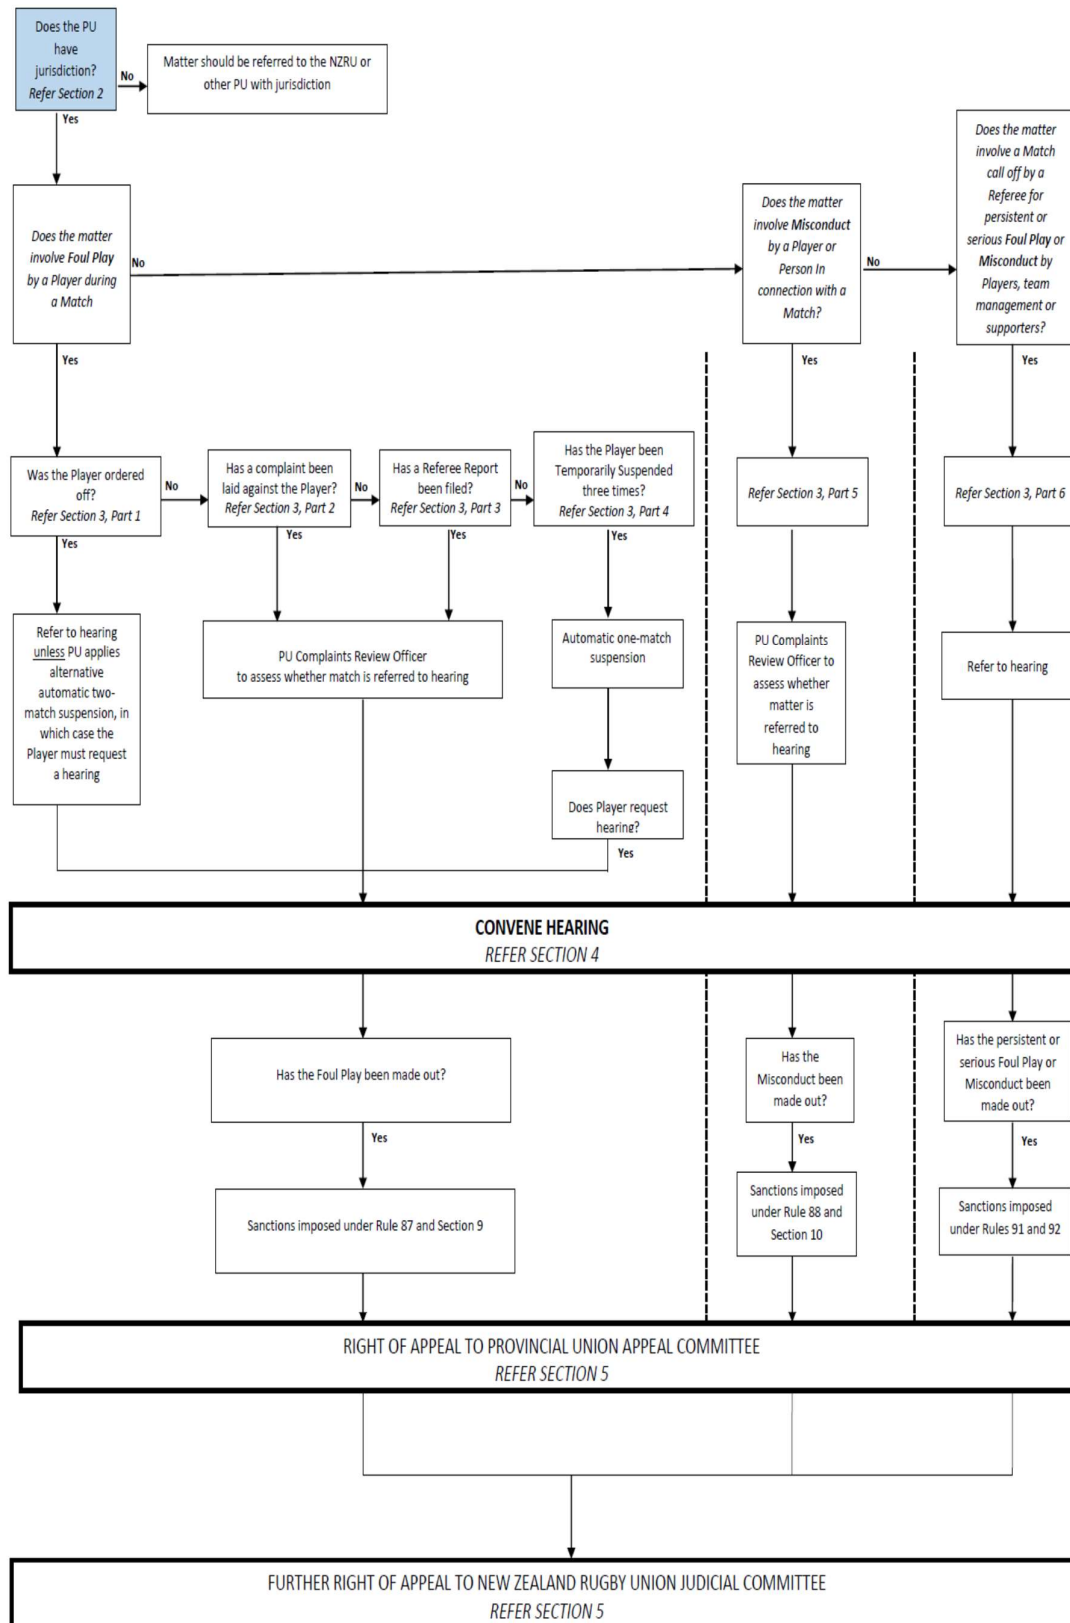 Does the PU
have
jurisdiction?
Refer Section 2
No
Matter should be referred to the NZRU or
other PU with jurisdiction
Yes
Does the matter
involve Foul Play
by a Player during
a Match
No
Does the matter
involve Misconduct
by a Player or
Person In
connection with a
Match?
No
Does the matter
involve a Match
call off by a
Referee for
persistent or
serious Foul Play or
Misconduct by
Players, team
management or
supporters?
Yes
Yes
Yes
Was the Player ordered
off?
Refer Section 3, Part 1
No
Has a complaint been
laid against the Player?
Refer Section 3, Part 2
No
Has a Referee Report
been filed?
Refer Section 3, Part 3
No
Has the Player been
Temporarily Suspended
three times?
Refer Section 3, Part 4
Refer Section 3, Part 5
Refer Section 3, Part 6
Yes
Yes
Yes
Yes
Refer to hearing
unless PU applies
alternative
automatic two-
match suspension, in
which case the
Player must request
a hearing
PU Complaints Review Officer
to assess whether match is referred to hearing
Automatic one-match
suspension
PU Complaints
Review Officer to
assess whether
matter is
referred to
hearing
Refer to hearing
Does Player request
hearing?
Yes
CONVENE HEARING
REFER SECTION 4
Has the Foul Play been made out?
Has the
Misconduct been
made out?
Has the persistent or
serious Foul Play or
Misconduct been
made out?
Yes
Yes
Yes
Sanctions imposed under Rule 87 and Section 9
Sanctions imposed
under Rule 88 and
Section 10
Sanctions imposed
under Rules 91 and 92
RIGHT OF APPEAL TO PROVINCIAL UNION APPEAL COMMITTEE
REFER SECTION 5
FURTHER RIGHT OF APPEAL TO NEW ZEALAND RUGBY UNION JUDICIAL COMMITTEE
REFER SECTION 5